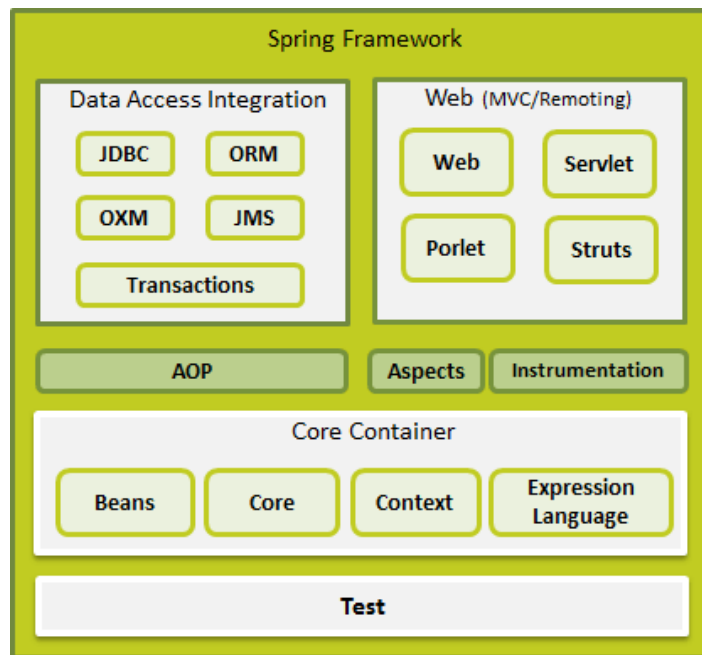 Spring Framework
Data Access Integration
JDBC
ORM
OXM
JMS
Transactions
Web (MVC/Remoting)
Web
Servlet
Porlet
Struts
AOP
Aspects
Instrumentation
Core Container
Beans
Core
Context
Expression
Language
Test